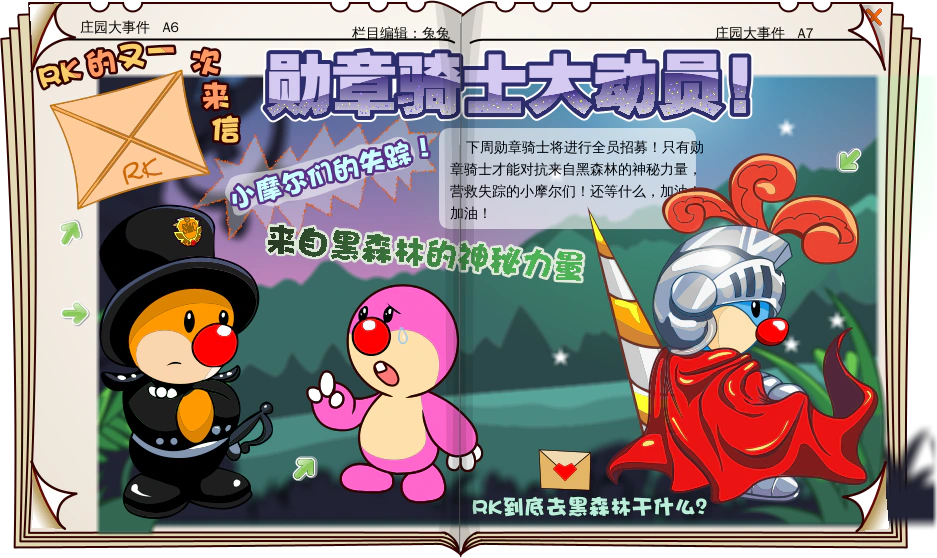 庄园大事件 A6
栏目编辑：兔兔
庄园大事件 A7
RK的又一次来信
RK
勋章骑士大动员！
小摩尔们的失踪！
下周勋章骑士将进行全员招募！只有勋
章骑士才能对抗来自黑森林的神秘力量，
营救失踪的小摩尔们！还等什么，加油！
加油！
来自黑森林的神秘力量
RK到底去黑森林干什么？